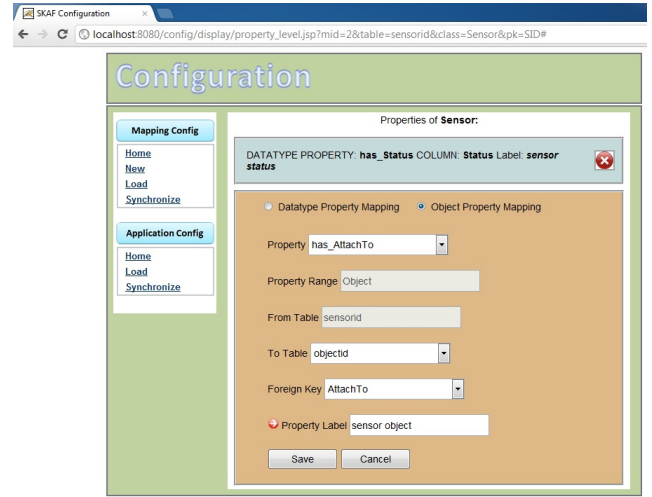 SKAF Configuration
localhost:8080/config/display/property_level.jsp?mid=2&table=sensorid&class=Sensor&pk=SID#
Configuration
Mapping Config
Home
New
Load
Synchronize
Application Config
Home
Load
Synchronize
Properties of Sensor:
DATATYPE PROPERTY: has_Status COLUMN: Status Label: sensor
status
Datatype Property Mapping Object Property Mapping
Property has_AttachTo
Property Range Object
From Table sensorid
To Table objectid
Foreign Key AttachTo
Property Label sensor object
Save Cancel